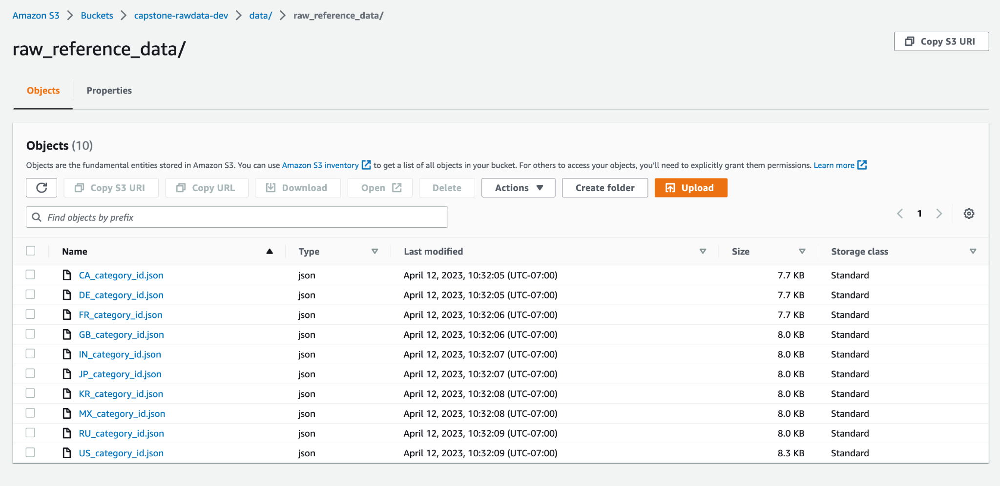 Amazon S3 > Buckets > capstone-rawdata-dev > data/ > raw_reference_data/
raw_reference_data/
Copy S3 URI
Objects Properties
Objects (10)
Objects are the fundamental entities stored in Amazon S3. You can use Amazon S3 inventory to get a list of all objects in your bucket. For others to access your objects, you'll need to explicitly grant them permissions. Learn more
Copy S3 URI Copy URL Download Open Delete Actions Create folder Upload
Find objects by prefix
1
Name Type Last modified Size Storage class
CA_category_id.json json April 12, 2023, 10:32:05 (UTC-07:00) 7.7 KB Standard
DE_category_id.json json April 12, 2023, 10:32:05 (UTC-07:00) 7.7 KB Standard
FR_category_id.json json April 12, 2023, 10:32:06 (UTC-07:00) 7.7 KB Standard
GB_category_id.json json April 12, 2023, 10:32:06 (UTC-07:00) 8.0 KB Standard
IN_category_id.json json April 12, 2023, 10:32:07 (UTC-07:00) 8.0 KB Standard
JP_category_id.json json April 12, 2023, 10:32:07 (UTC-07:00) 8.0 KB Standard
KR_category_id.json json April 12, 2023, 10:32:08 (UTC-07:00) 8.0 KB Standard
MX_category_id.json json April 12, 2023, 10:32:08 (UTC-07:00) 8.0 KB Standard
RU_category_id.json json April 12, 2023, 10:32:09 (UTC-07:00) 8.0 KB Standard
US_category_id.json json April 12, 2023, 10:32:09 (UTC-07:00) 8.3 KB Standard